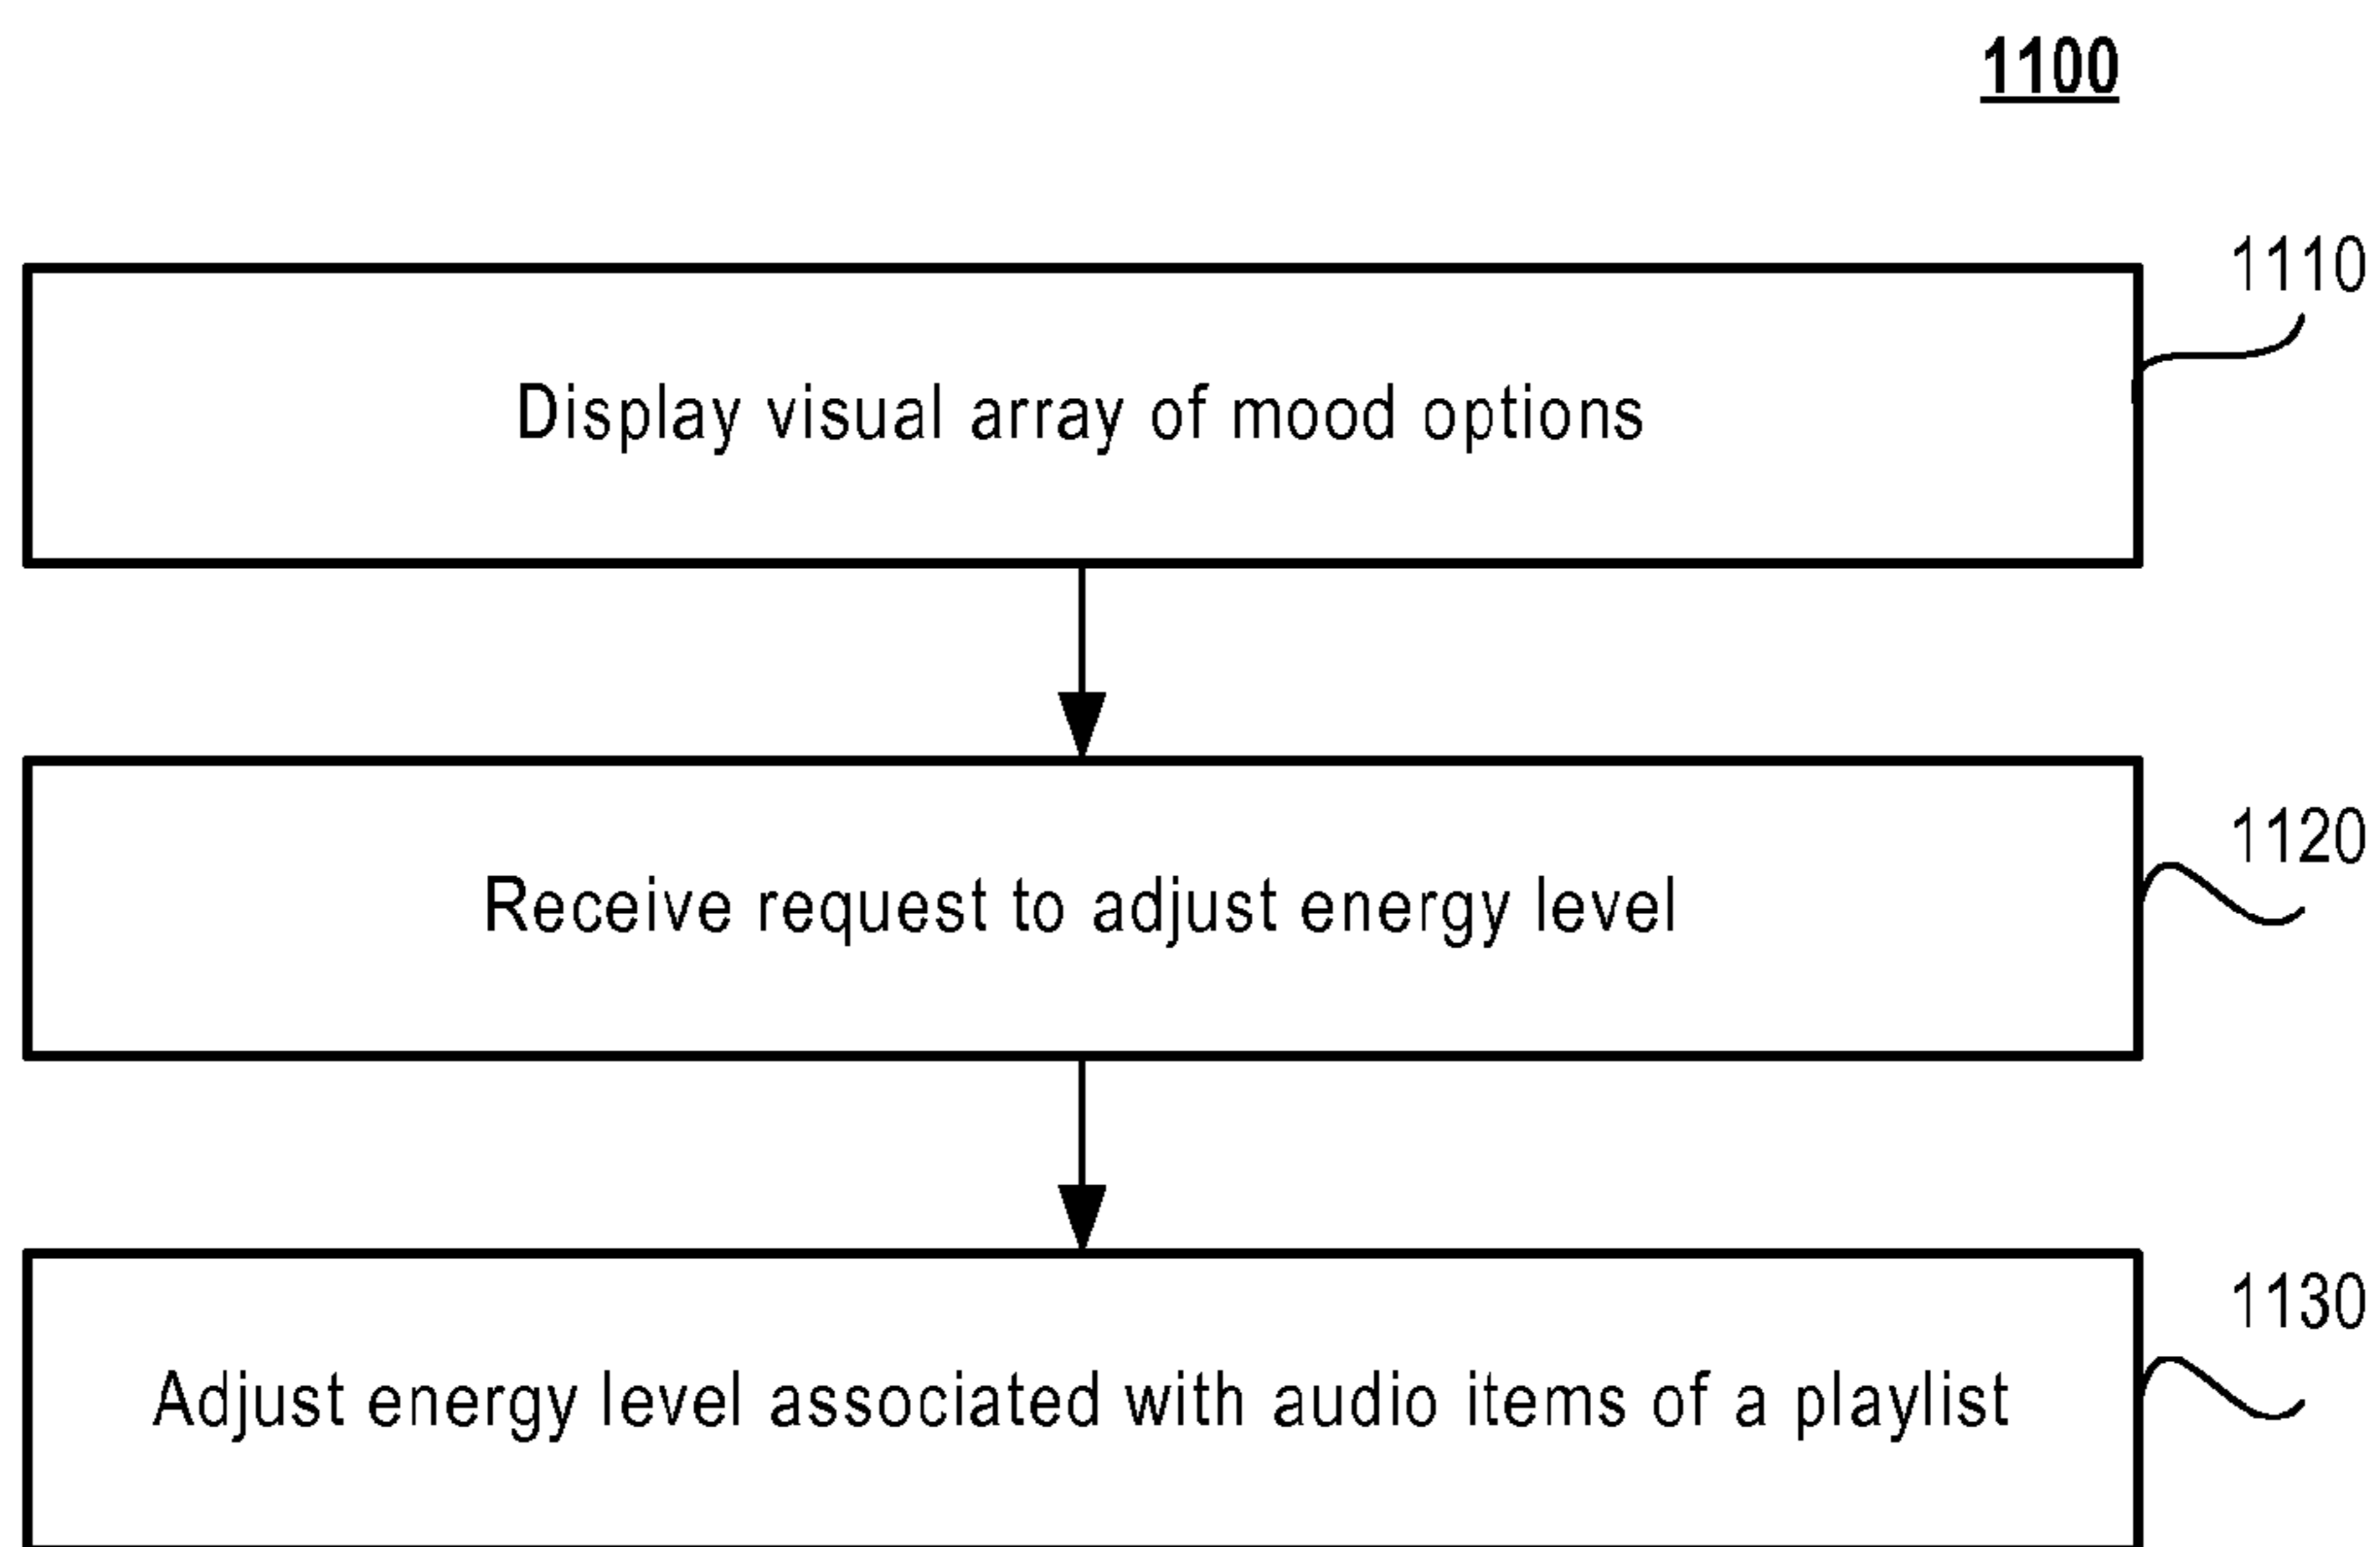 1100
1110
Display visual array of mood options
1120
Receive request to adjust energy level
1130
Adjust energy level associated with audio items of a playlist